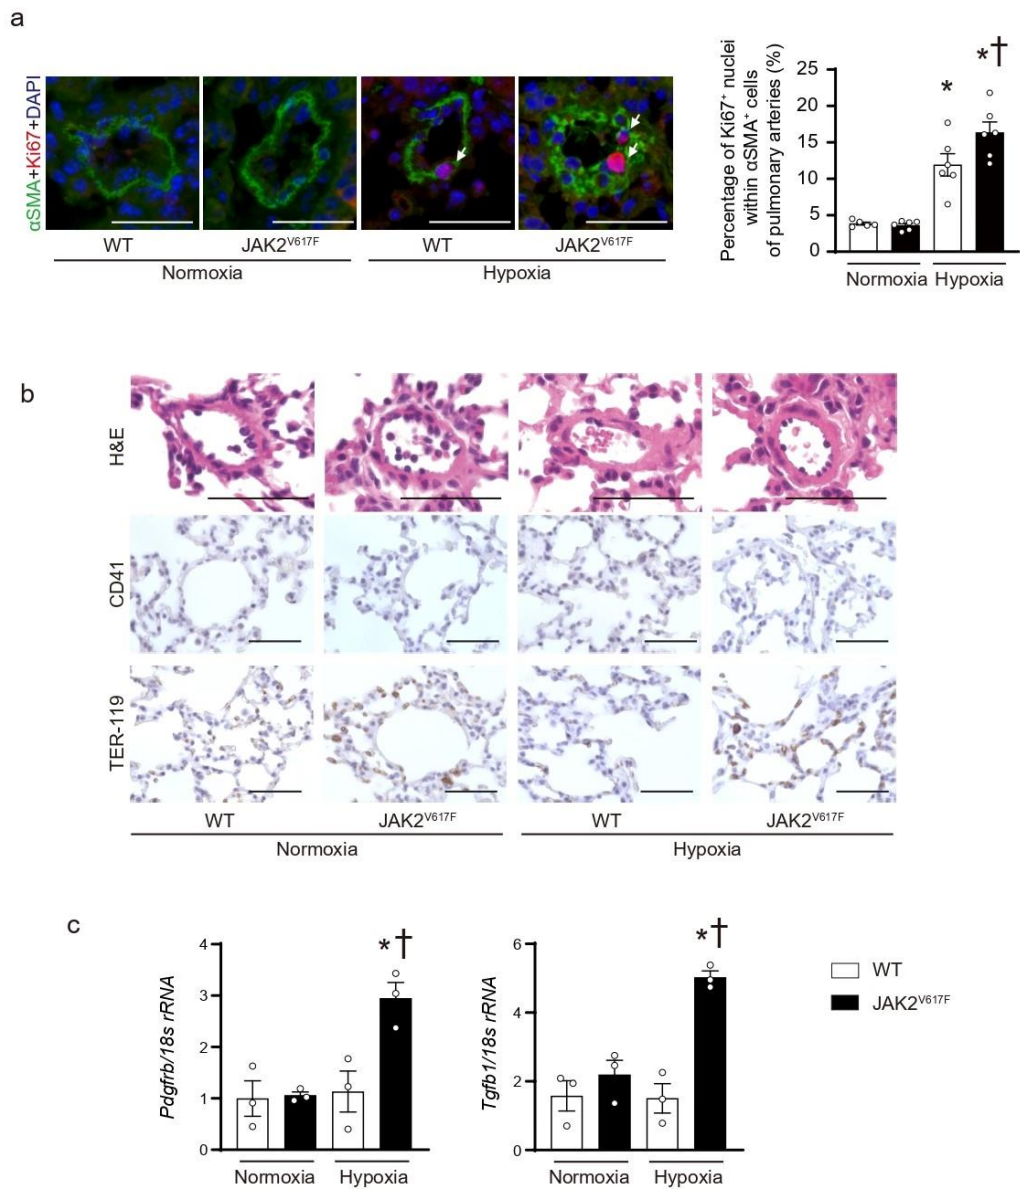 a
αSMA+Ki67+DAPI
WT
JAK2V617F
WT
JAK2V617F
Normoxia
Hypoxia
Percentage of Ki67+ nuclei
within αSMA+ cells
of pulmonary arteries (%)
25
20
15
10
5
0
*
*†
Normoxia
Hypoxia
b
H&E
CD41
TER-119
WT
JAK2V617F
WT
JAK2V617F
Normoxia
Hypoxia
c
Pdgfrb/18s rRNA
4
3
2
1
0
*†
Normoxia
Hypoxia
Tgfb1/18s rRNA
6
4
2
0
*†
Normoxia
Hypoxia
WT
JAK2V617F